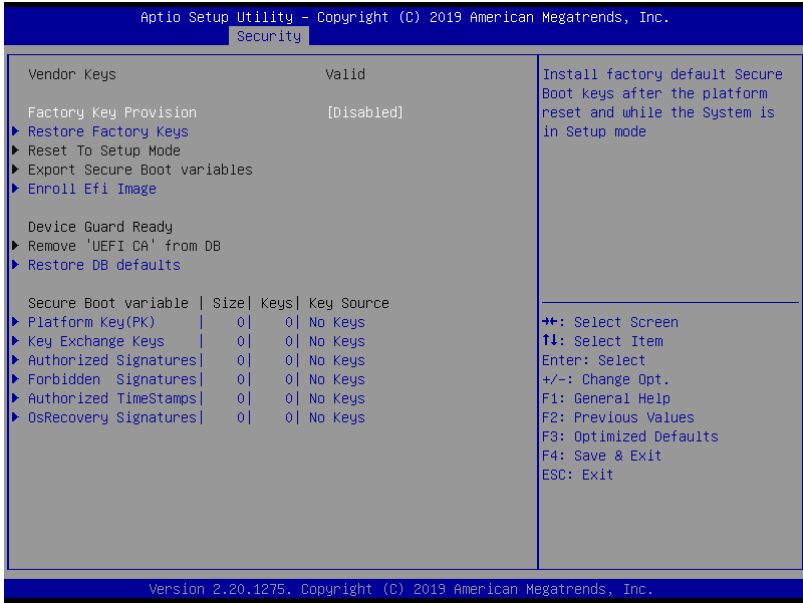 Aptio Setup Utility – Copyright (C) 2019 American Megatrends, Inc.
Security
Vendor Keys Valid
Factory Key Provision [Disabled]
Restore Factory Keys
Reset To Setup Mode
Export Secure Boot variables
Enroll Efi Image
Device Guard Ready
Remove 'UEFI CA' from DB
Restore DB defaults
Secure Boot variable | Size| Keys| Key Source
Platform Key(PK) | 0| 0| No Keys
Key Exchange Keys | 0| 0| No Keys
Authorized Signatures| 0| 0| No Keys
Forbidden Signatures| 0| 0| No Keys
Authorized TimeStamps| 0| 0| No Keys
OsRecovery Signatures| 0| 0| No Keys
Install factory default Secure
Boot keys after the platform
reset and while the System is
in Setup mode
→←: Select Screen
↑↓: Select Item
Enter: Select
+/-: Change Opt.
F1: General Help
F2: Previous Values
F3: Optimized Defaults
F4: Save & Exit
ESC: Exit
Version 2.20.1275. Copyright (C) 2019 American Megatrends, Inc.